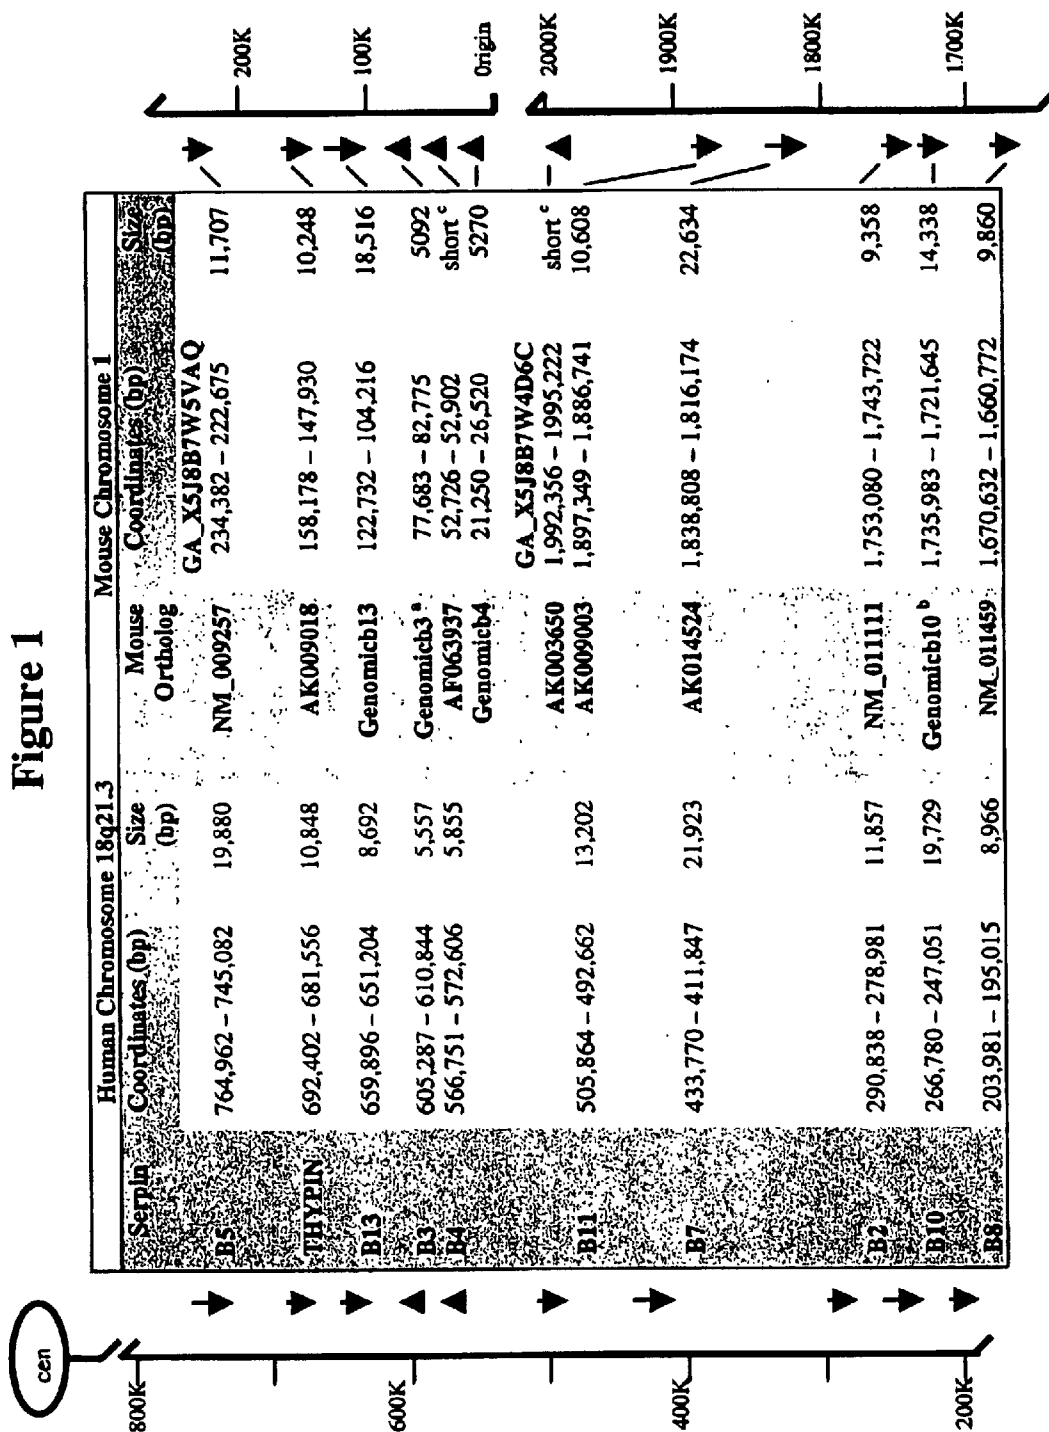 Figure 1
cen
Human Chromosome 18q21.3 Mouse Chromosome 1
Serpin Coordinates (bp) Size (bp) Mouse Ortholog Coordinates (bp) Size (bp)
GA_X5J8B7W5VAQ
B5 764,962 – 745,082 19,880 NM_009257 234,382 – 222,675 11,707
THYPIN 692,402 – 681,556 10,848 AK009018 158,178 – 147,930 10,248
B13 659,896 – 651,204 8,692 Genomicb13 122,732 – 104,216 18,516
B3 605,287 – 610,844 5,557 Genomicb3 a 77,683 – 82,775 5092
B4 566,751 – 572,606 5,855 AF063937 52,726 – 52,902 short c
Genomicb4 21,250 – 26,520 5270
GA_X5J8B7W4D6C
AK003650 1,992,356 – 1995,222 short c
B11 505,864 – 492,662 13,202 AK009003 1,897,349 – 1,886,741 10,608
B7 433,770 – 411,847 21,923 AK014524 1,838,808 – 1,816,174 22,634
B2 290,838 – 278,981 11,857 NM_011111 1,753,080 – 1,743,722 9,358
B10 266,780 – 247,051 19,729 Genomicb10 b 1,735,983 – 1,721,645 14,338
B8 203,981 – 195,015 8,966 NM_011459 1,670,632 – 1,660,772 9,860
800K
600K
400K
200K
200K
100K
Origin
2000K
1900K
1800K
1700K